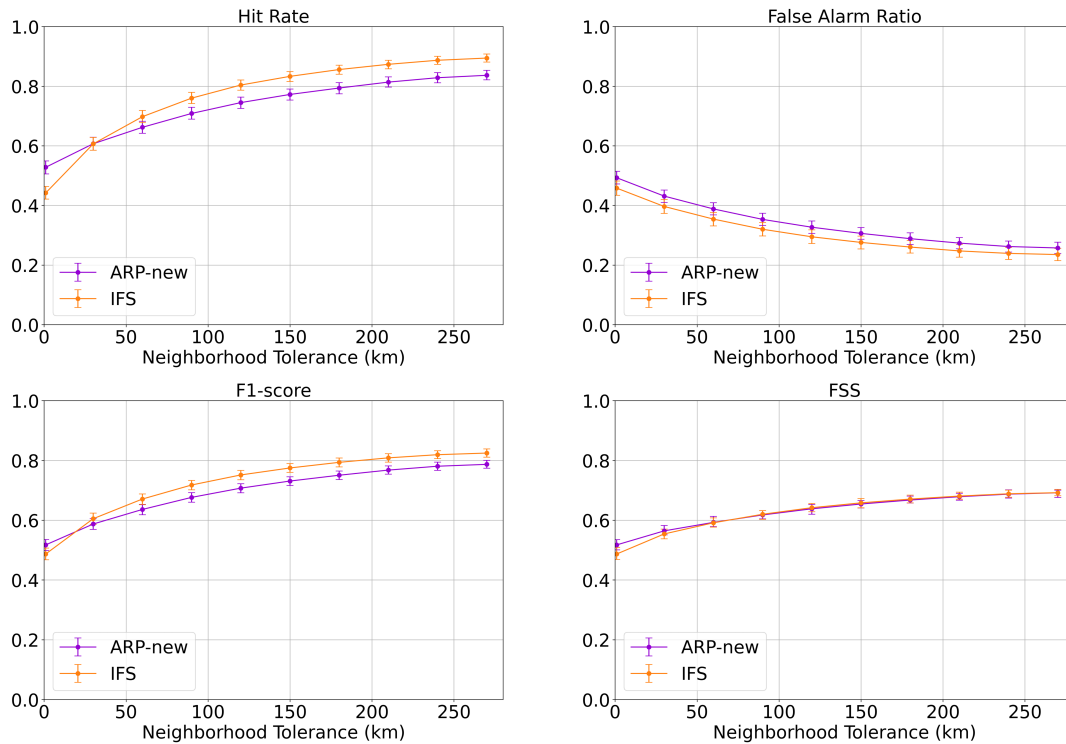 Hit Rate
1.0
0.8
0.6
0.4
0.2
0.0
ARP-new
IFS
0 50 100 150 200 250
Neighborhood Tolerance (km)
False Alarm Ratio
1.0
0.8
0.6
0.4
0.2
0.0
ARP-new
IFS
0 50 100 150 200 250
Neighborhood Tolerance (km)
F1-score
1.0
0.8
0.6
0.4
0.2
0.0
ARP-new
IFS
0 50 100 150 200 250
Neighborhood Tolerance (km)
FSS
1.0
0.8
0.6
0.4
0.2
0.0
ARP-new
IFS
0 50 100 150 200 250
Neighborhood Tolerance (km)